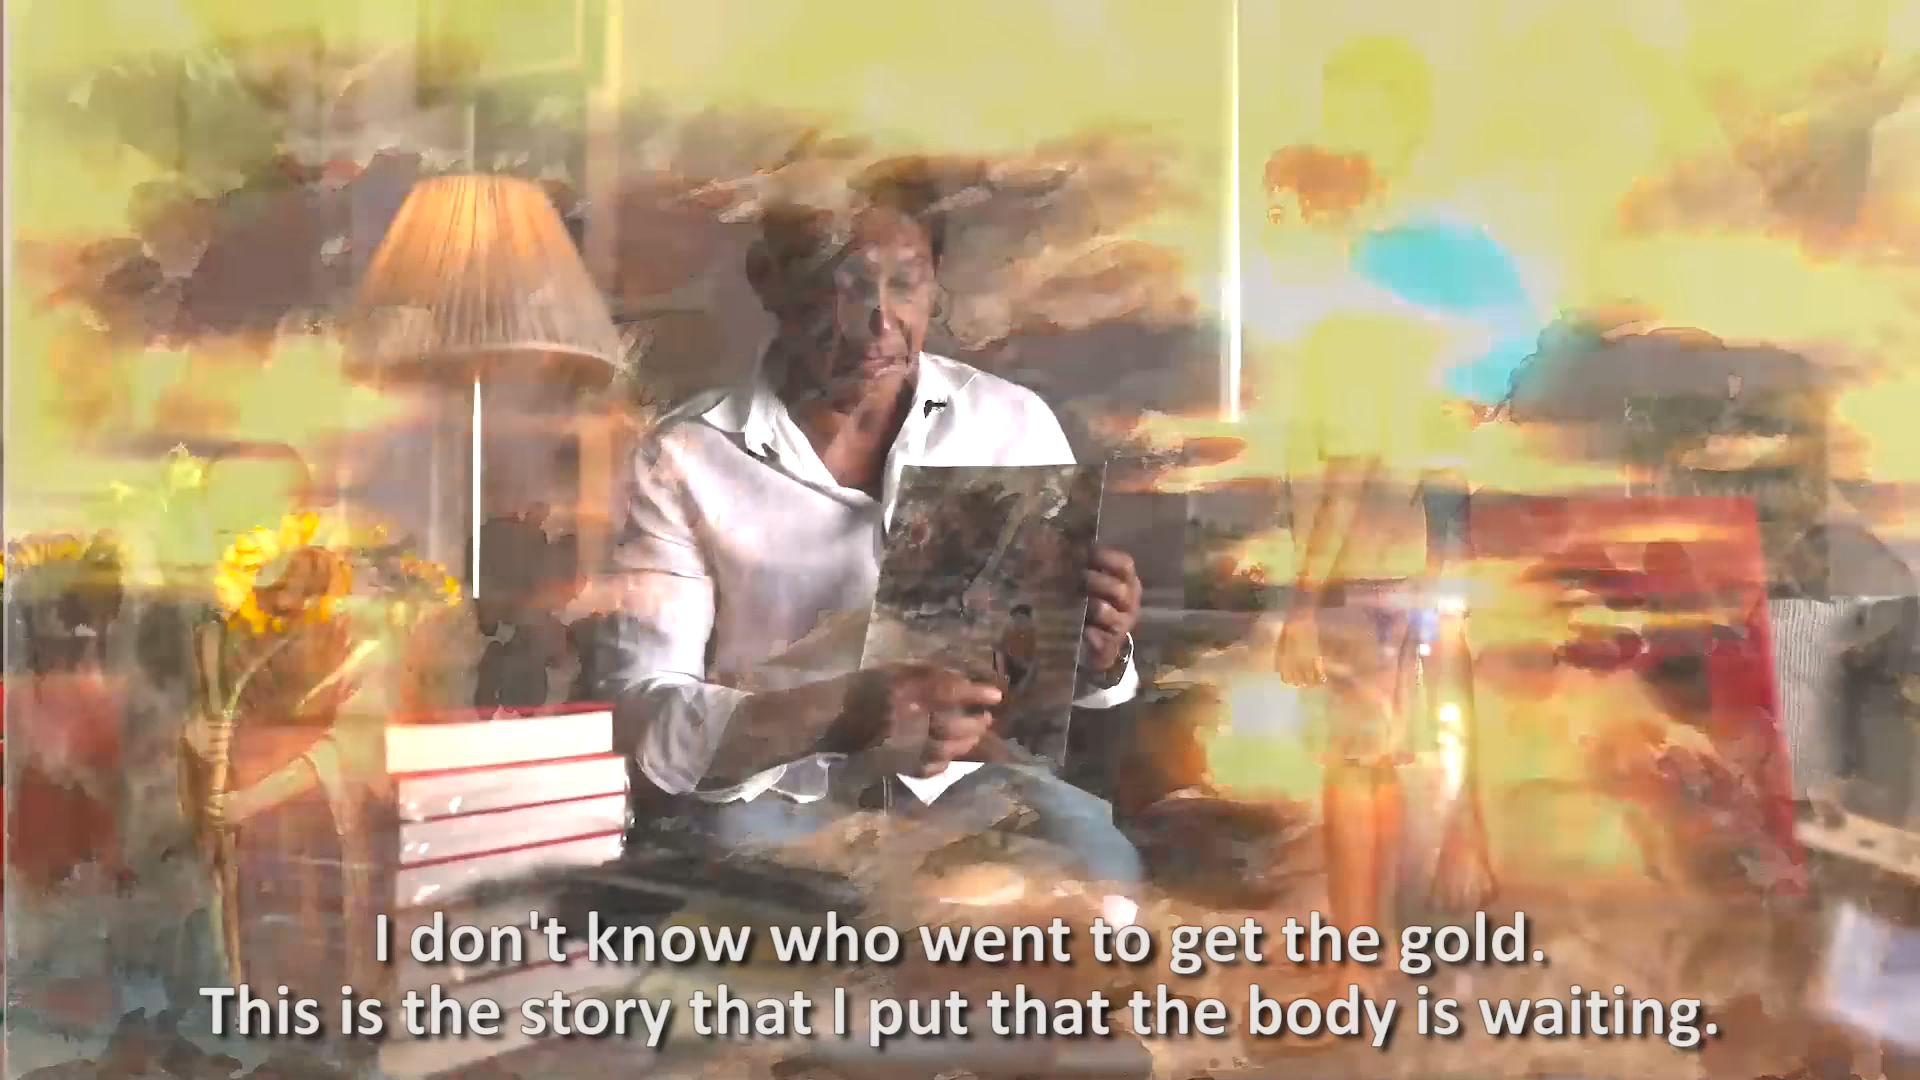 I don't know who went to get the gold.
This is the story that I put that the body is waiting.